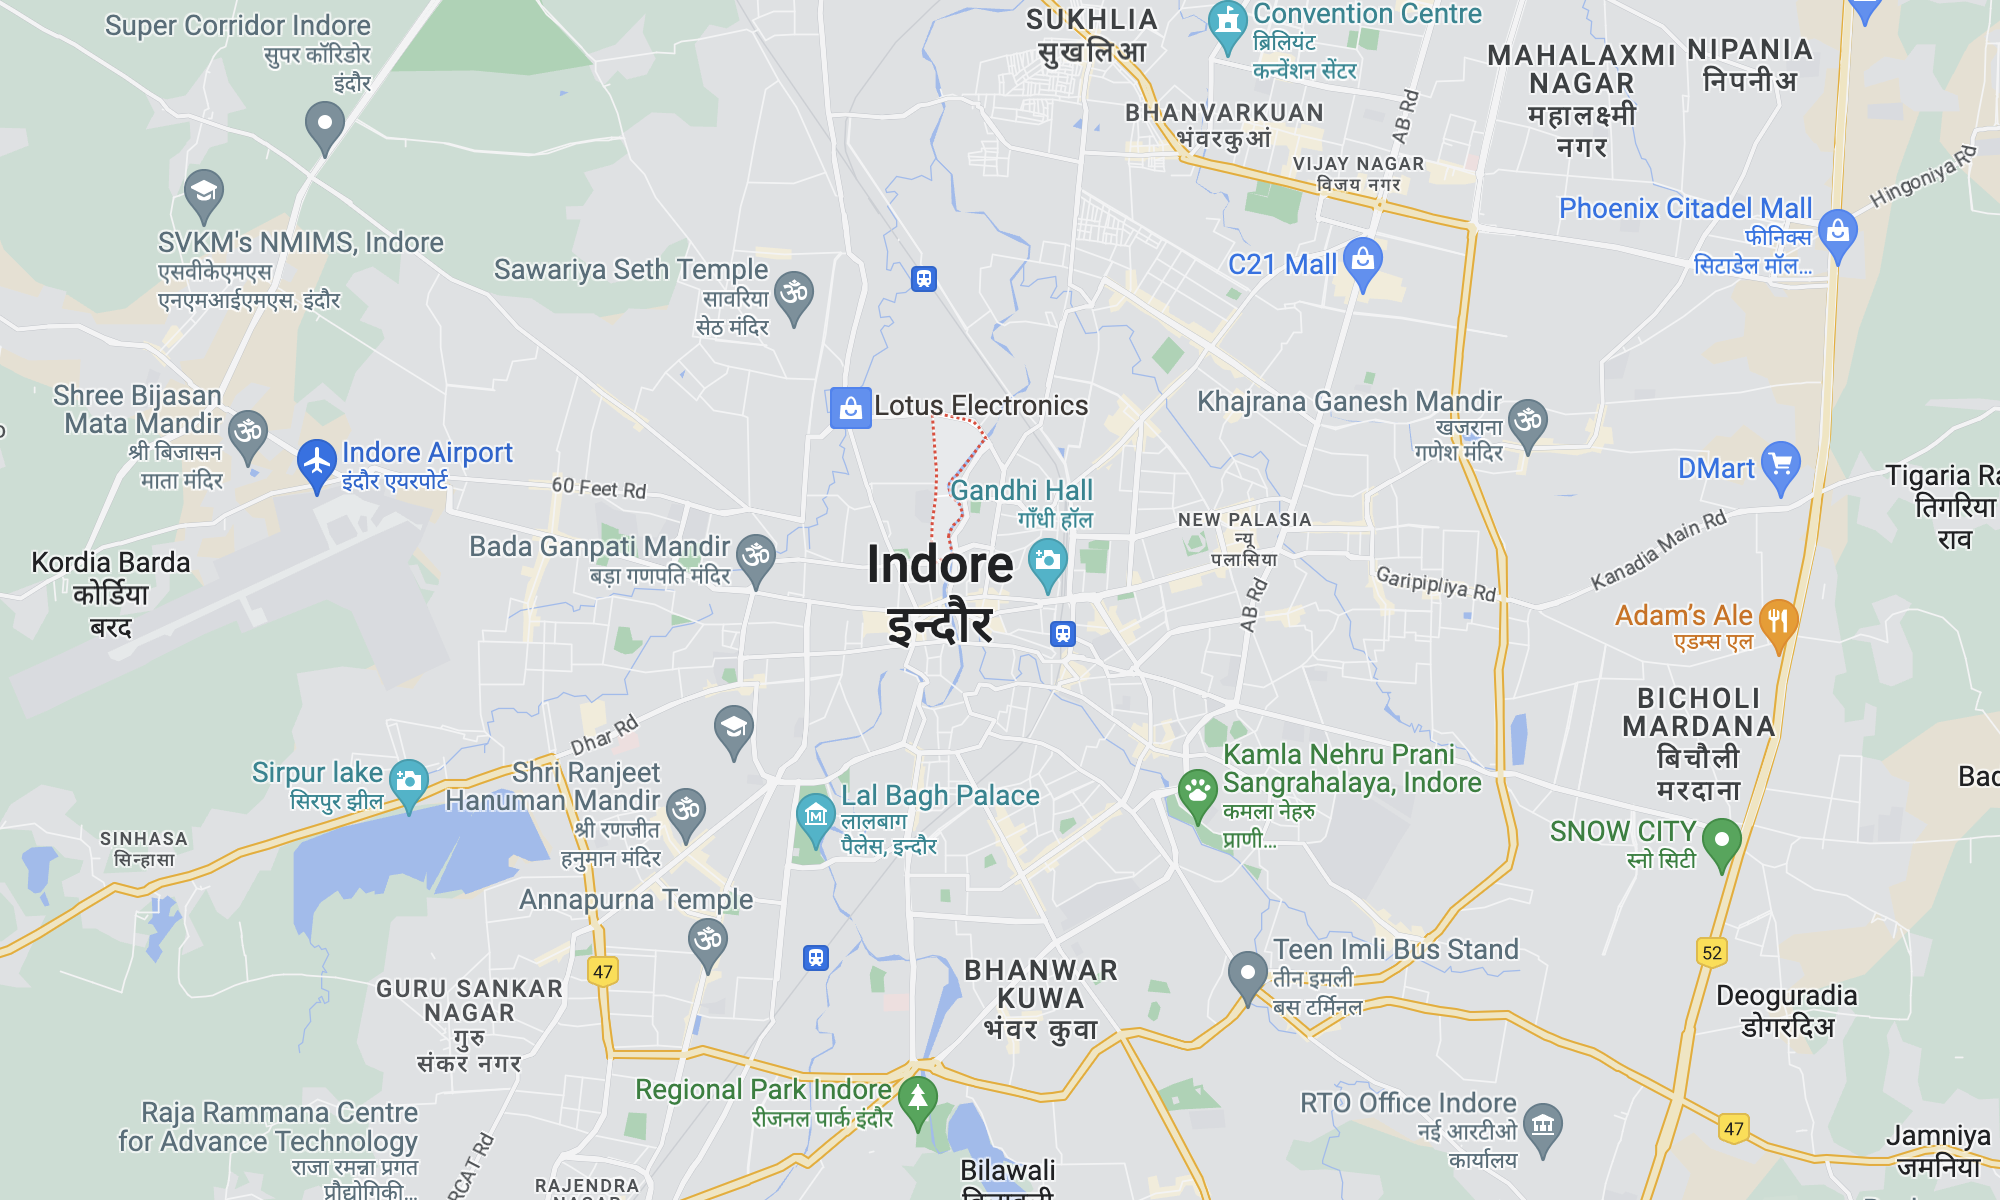 Super Corridor Indore
सुपर कॉरिडोर
इंदौर
SUKHLIA
सुखलिआ
Convention Centre
ब्रिलियंट
कन्वेंशन सेंटर
MAHALAXMI
NAGAR
महालक्ष्मी
नगर
NIPANIA
निपनीअ
BHANVARKUAN
भंवरकुआं
AB Rd
VIJAY NAGAR
विजय नगर
Hingoniya Rd
SVKM's NMIMS, Indore
एसवीकेएमएस
एनएमआईएमएस, इंदौर
Sawariya Seth Temple
सावरिया
सेठ मंदिर
C21 Mall
Phoenix Citadel Mall
फीनिक्स
सिटाडेल मॉल...
Shree Bijasan
Mata Mandir
श्री बिजासन
माता मंदिर
Indore Airport
इंदौर एयरपोर्ट
Lotus Electronics
Khajrana Ganesh Mandir
खजराना
गणेश मंदिर
DMart
60 Feet Rd
Gandhi Hall
गाँधी हॉल
NEW PALASIA
न्यू
पलासिया
Kanadia Main Rd
Tigaria Ra
तिगरिया
राव
Kordia Barda
कोर्डिया
बरद
Bada Ganpati Mandir
बड़ा गणपति मंदिर
Indore
इन्दौर
Garipipliya Rd
AB Rd
Adam's Ale
एडम्स एल
Dhar Rd
BICHOLI
MARDANA
बिचौली
मरदाना
Sirpur lake
सिरपुर झील
Shri Ranjeet
Hanuman Mandir
श्री रणजीत
हनुमान मंदिर
Lal Bagh Palace
लालबाग
पैलेस, इन्दौर
Kamla Nehru Prani
Sangrahalaya, Indore
कमला नेहरु
प्राणी...
Bad
SINHASA
सिन्हासा
SNOW CITY
स्नो सिटी
Annapurna Temple
47
GURU SANKAR
NAGAR
गुरु
संकर नगर
BHANWAR
KUWA
भंवर कुवा
Teen Imli Bus Stand
तीन इमली
बस टर्मिनल
52
Deoguradia
डोगरदिअ
Regional Park Indore
रीजनल पार्क इंदौर
Raja Rammana Centre
for Advance Technology
राजा रमन्ना प्रगत
प्रौद्योगिकी...
RCAT Rd
RTO Office Indore
नई आरटीओ
कार्यालय
47
Jamniya
जमनिया
RAJENDRA
NAGAR
Bilawali